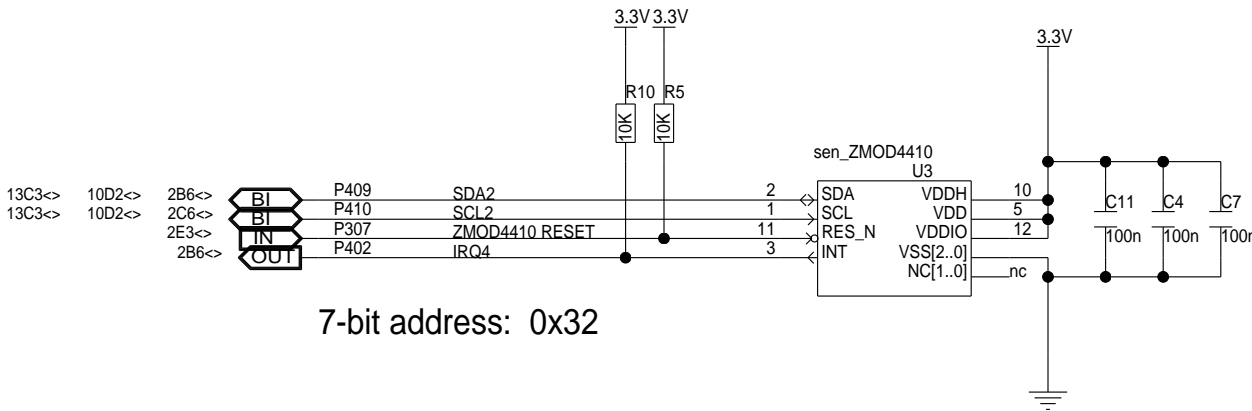 3.3V 3.3V
3.3V
R10 R5
10K 10K
sen_ZMOD4410
U3
13C3<> 10D2<> 2B6<> BI P409 SDA2 2 SDA VDDH 10 C11 C4 C7
13C3<> 10D2<> 2C6<> BI P410 SCL2 1 SCL VDD 5
2E3<> IN P307 ZMOD4410 RESET 11 RES_N VDDIO 12 100n 100n 100n
2B6<> OUT P402 IRQ4 3 INT VSS[2..0]
NC[1..0] nc
7-bit address: 0x32